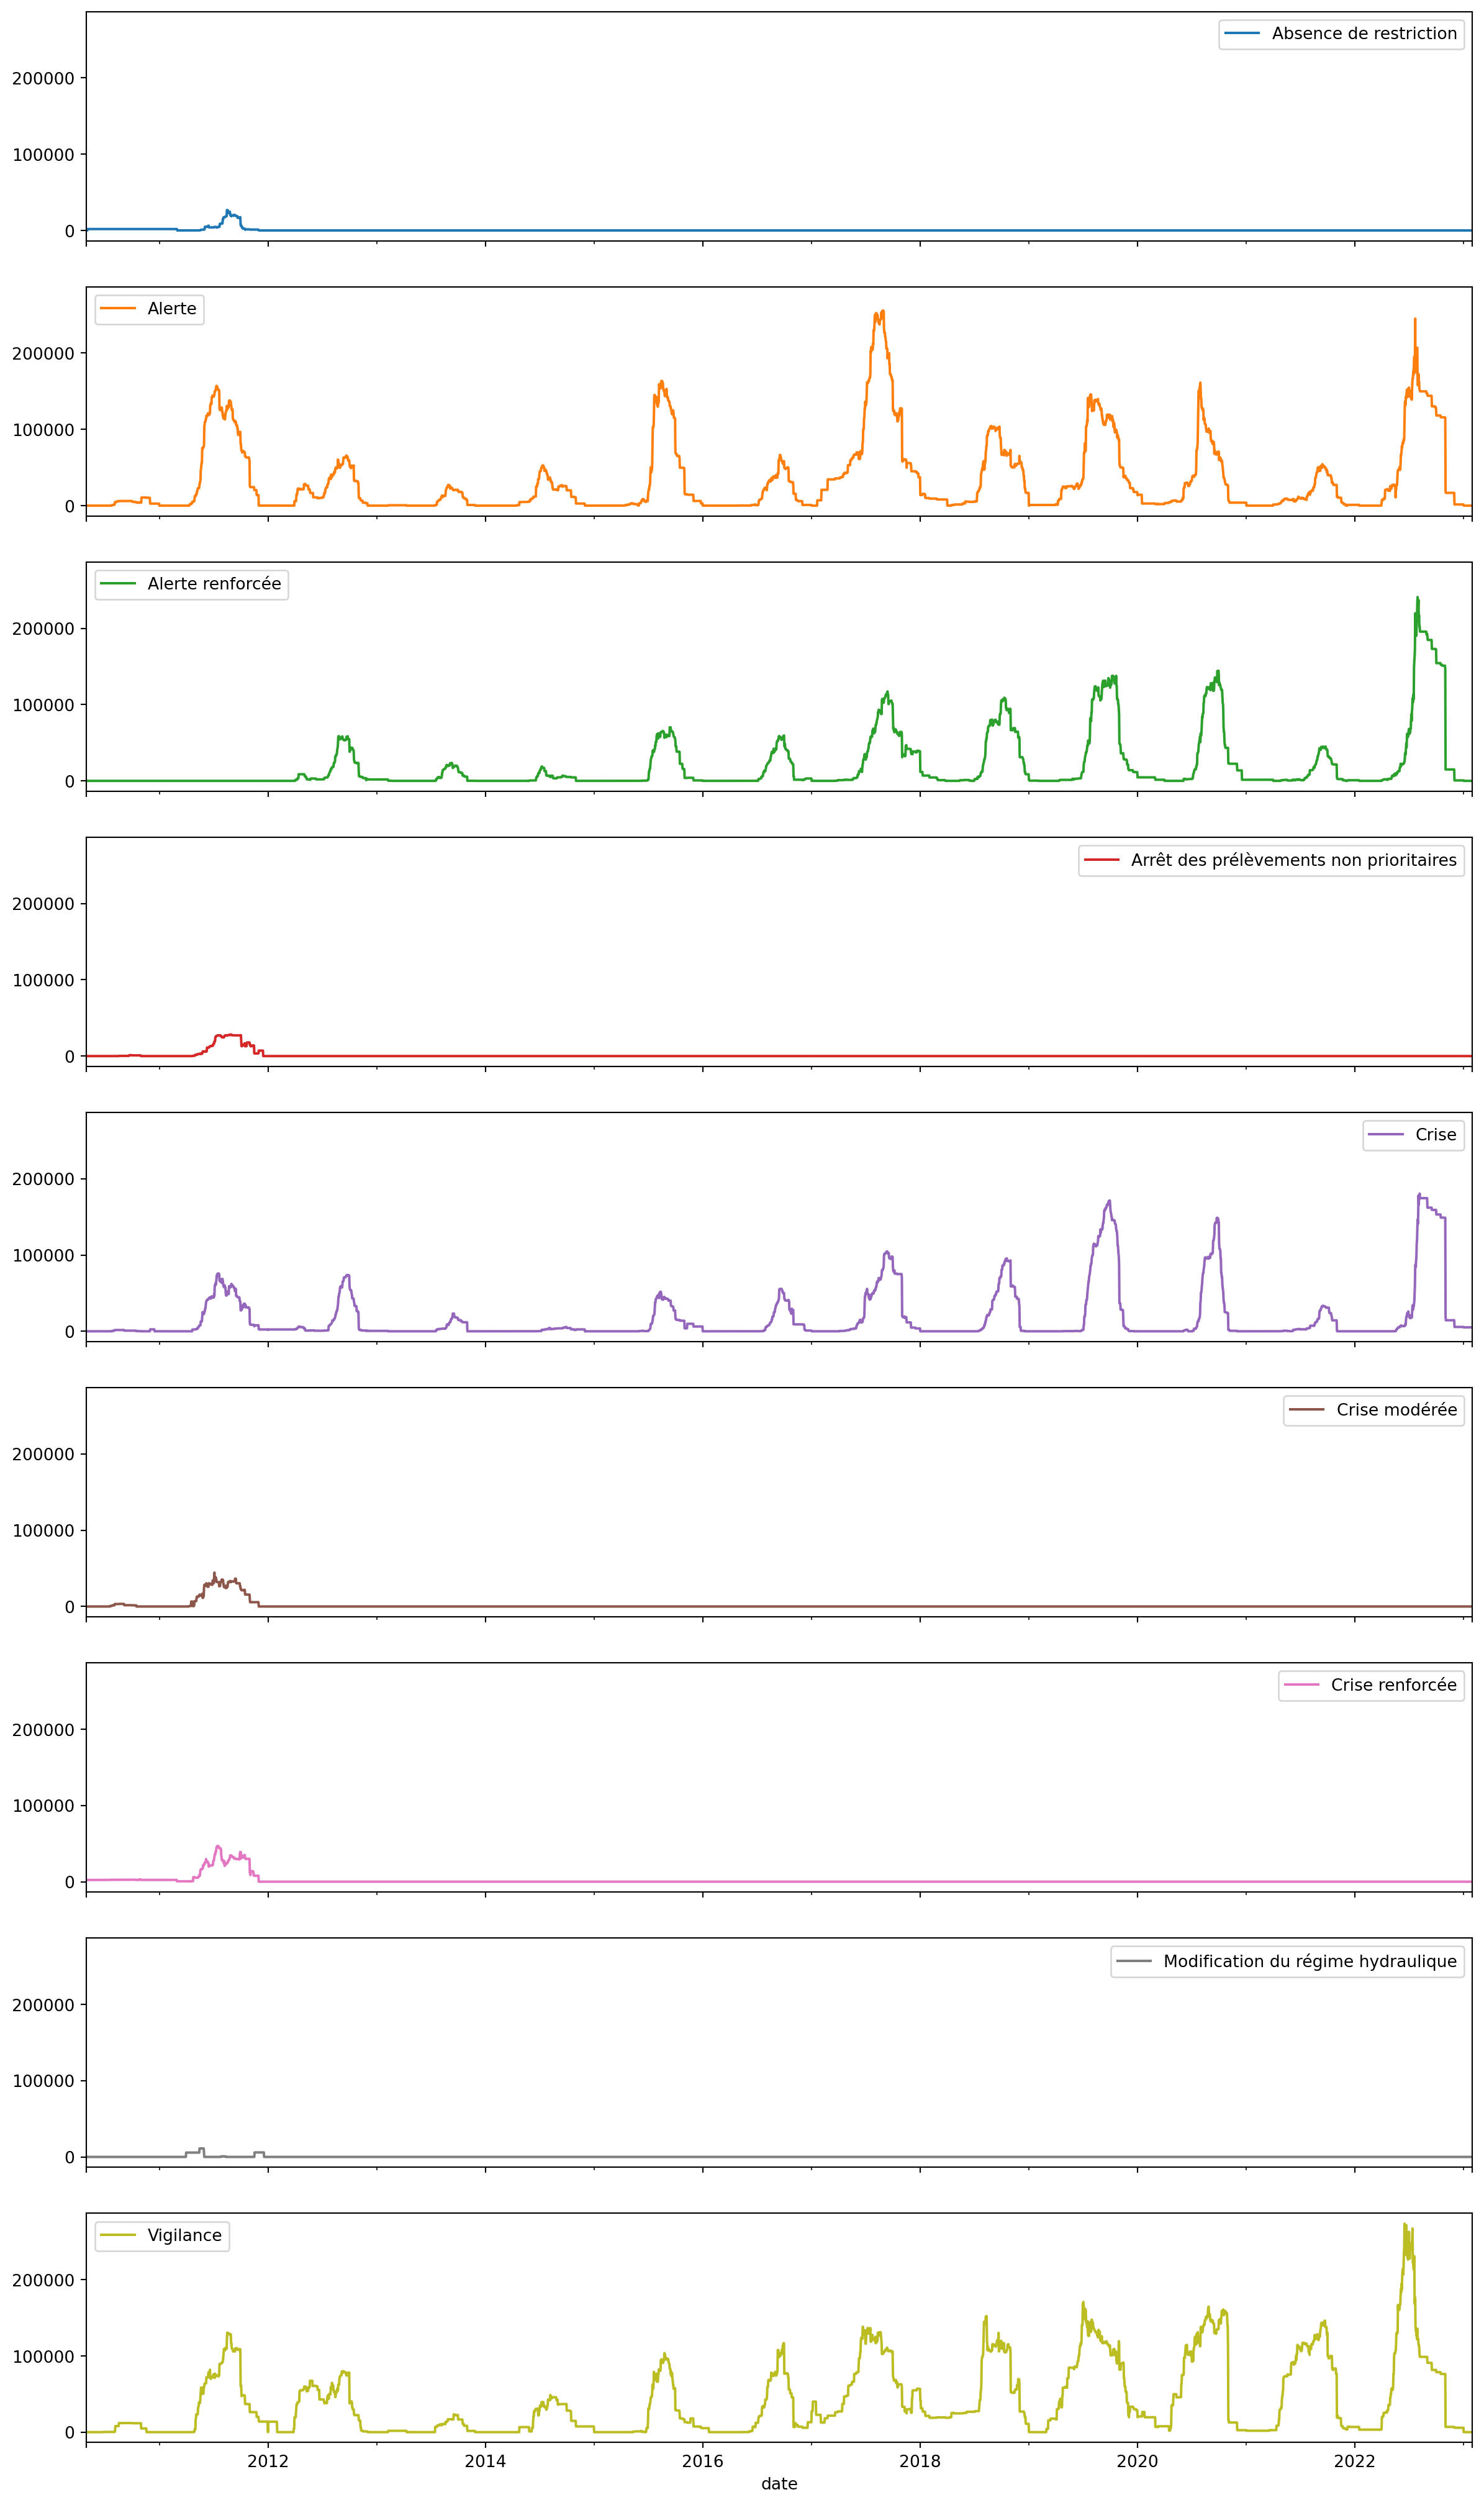 Absence de restriction
200000
100000
0
Alerte
200000
100000
0
Alerte renforcée
200000
100000
0
Arrêt des prélèvements non prioritaires
200000
100000
0
Crise
200000
100000
0
Crise modérée
200000
100000
0
Crise renforcée
200000
100000
0
Modification du régime hydraulique
200000
100000
0
Vigilance
200000
100000
0
2012 2014 2016 2018 2020 2022
date